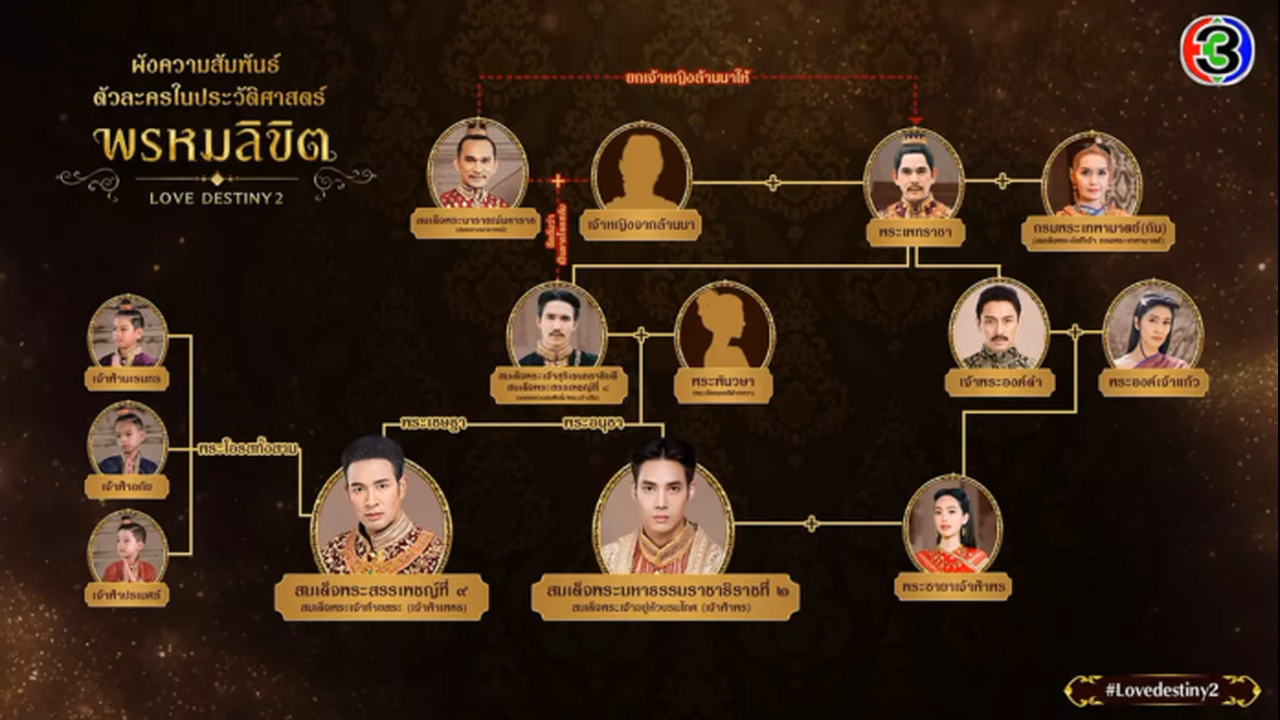 ผังความสัมพันธ์
ตัวละครในประวัติศาสตร์
พรหมลิขิต
LOVE DESTINY 2
3
ยกเจ้าหญิงล้านนาให้
สมเด็จพระนารายณ์มหาราช
เจ้าหญิงจากล้านนา
พระเพทราชา
กรมพระเทพามาตย์(กัน)
สมเด็จพระเจ้าสุริเยนทราธิบดี
สมเด็จพระสรรเพชญ์ที่ ๘
พระพันวษา
เจ้าพระองค์ดำ
พระองค์เจ้าแก้ว
เจ้าฟ้านเรนทร
เจ้าฟ้าอภัย
เจ้าฟ้าปรเมศร์
พระโอรสทั้งสาม
พระเชษฐา
พระอนุชา
สมเด็จพระสรรเพชญ์ที่ ๙
สมเด็จพระเจ้าท้ายสระ (เจ้าฟ้าเพชร)
สมเด็จพระมหาธรรมราชาธิราชที่ ๒
สมเด็จพระเจ้าอยู่หัวบรมโกศ (เจ้าฟ้าพร)
พระชายาเจ้าฟ้าพร
#Lovedestiny2